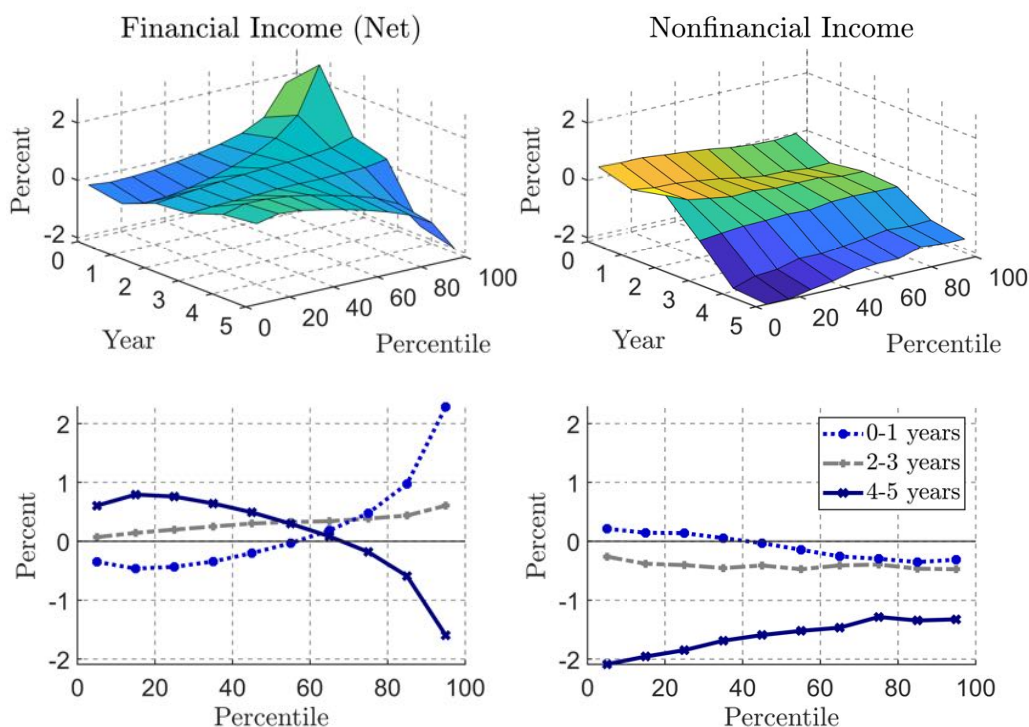 Financial Income (Net)
Percent
2
0
-2
0
1
2
3
4
5
Year
0
20
40
60
80
100
Percentile
Nonfinancial Income
Percent
2
0
-2
0
1
2
3
4
5
Year
0
20
40
60
80
100
Percentile
Percent
2
1
0
-1
-2
0 20 40 60 80 100
Percentile
Percent
2
1
0
-1
-2
0-1 years
2-3 years
4-5 years
0 20 40 60 80 100
Percentile